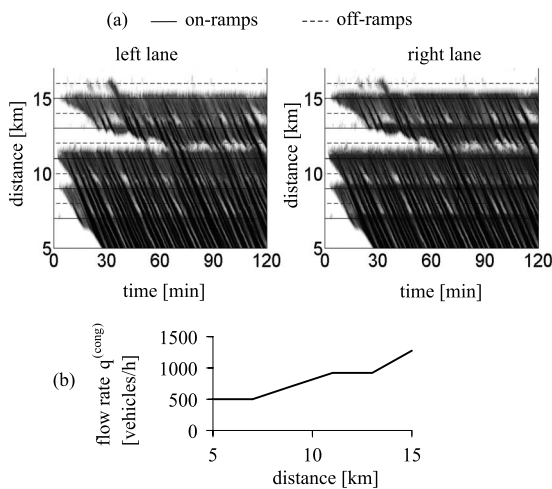 (a) on-ramps off-ramps
left lane right lane
distance [km]
15
10
5
0 30 60 90 120
time [min]
distance [km]
15
10
5
0 30 60 90 120
time [min]
(b)
flow rate q(cong)
[vehicles/h]
1500
1000
500
0
5 10 15
distance [km]